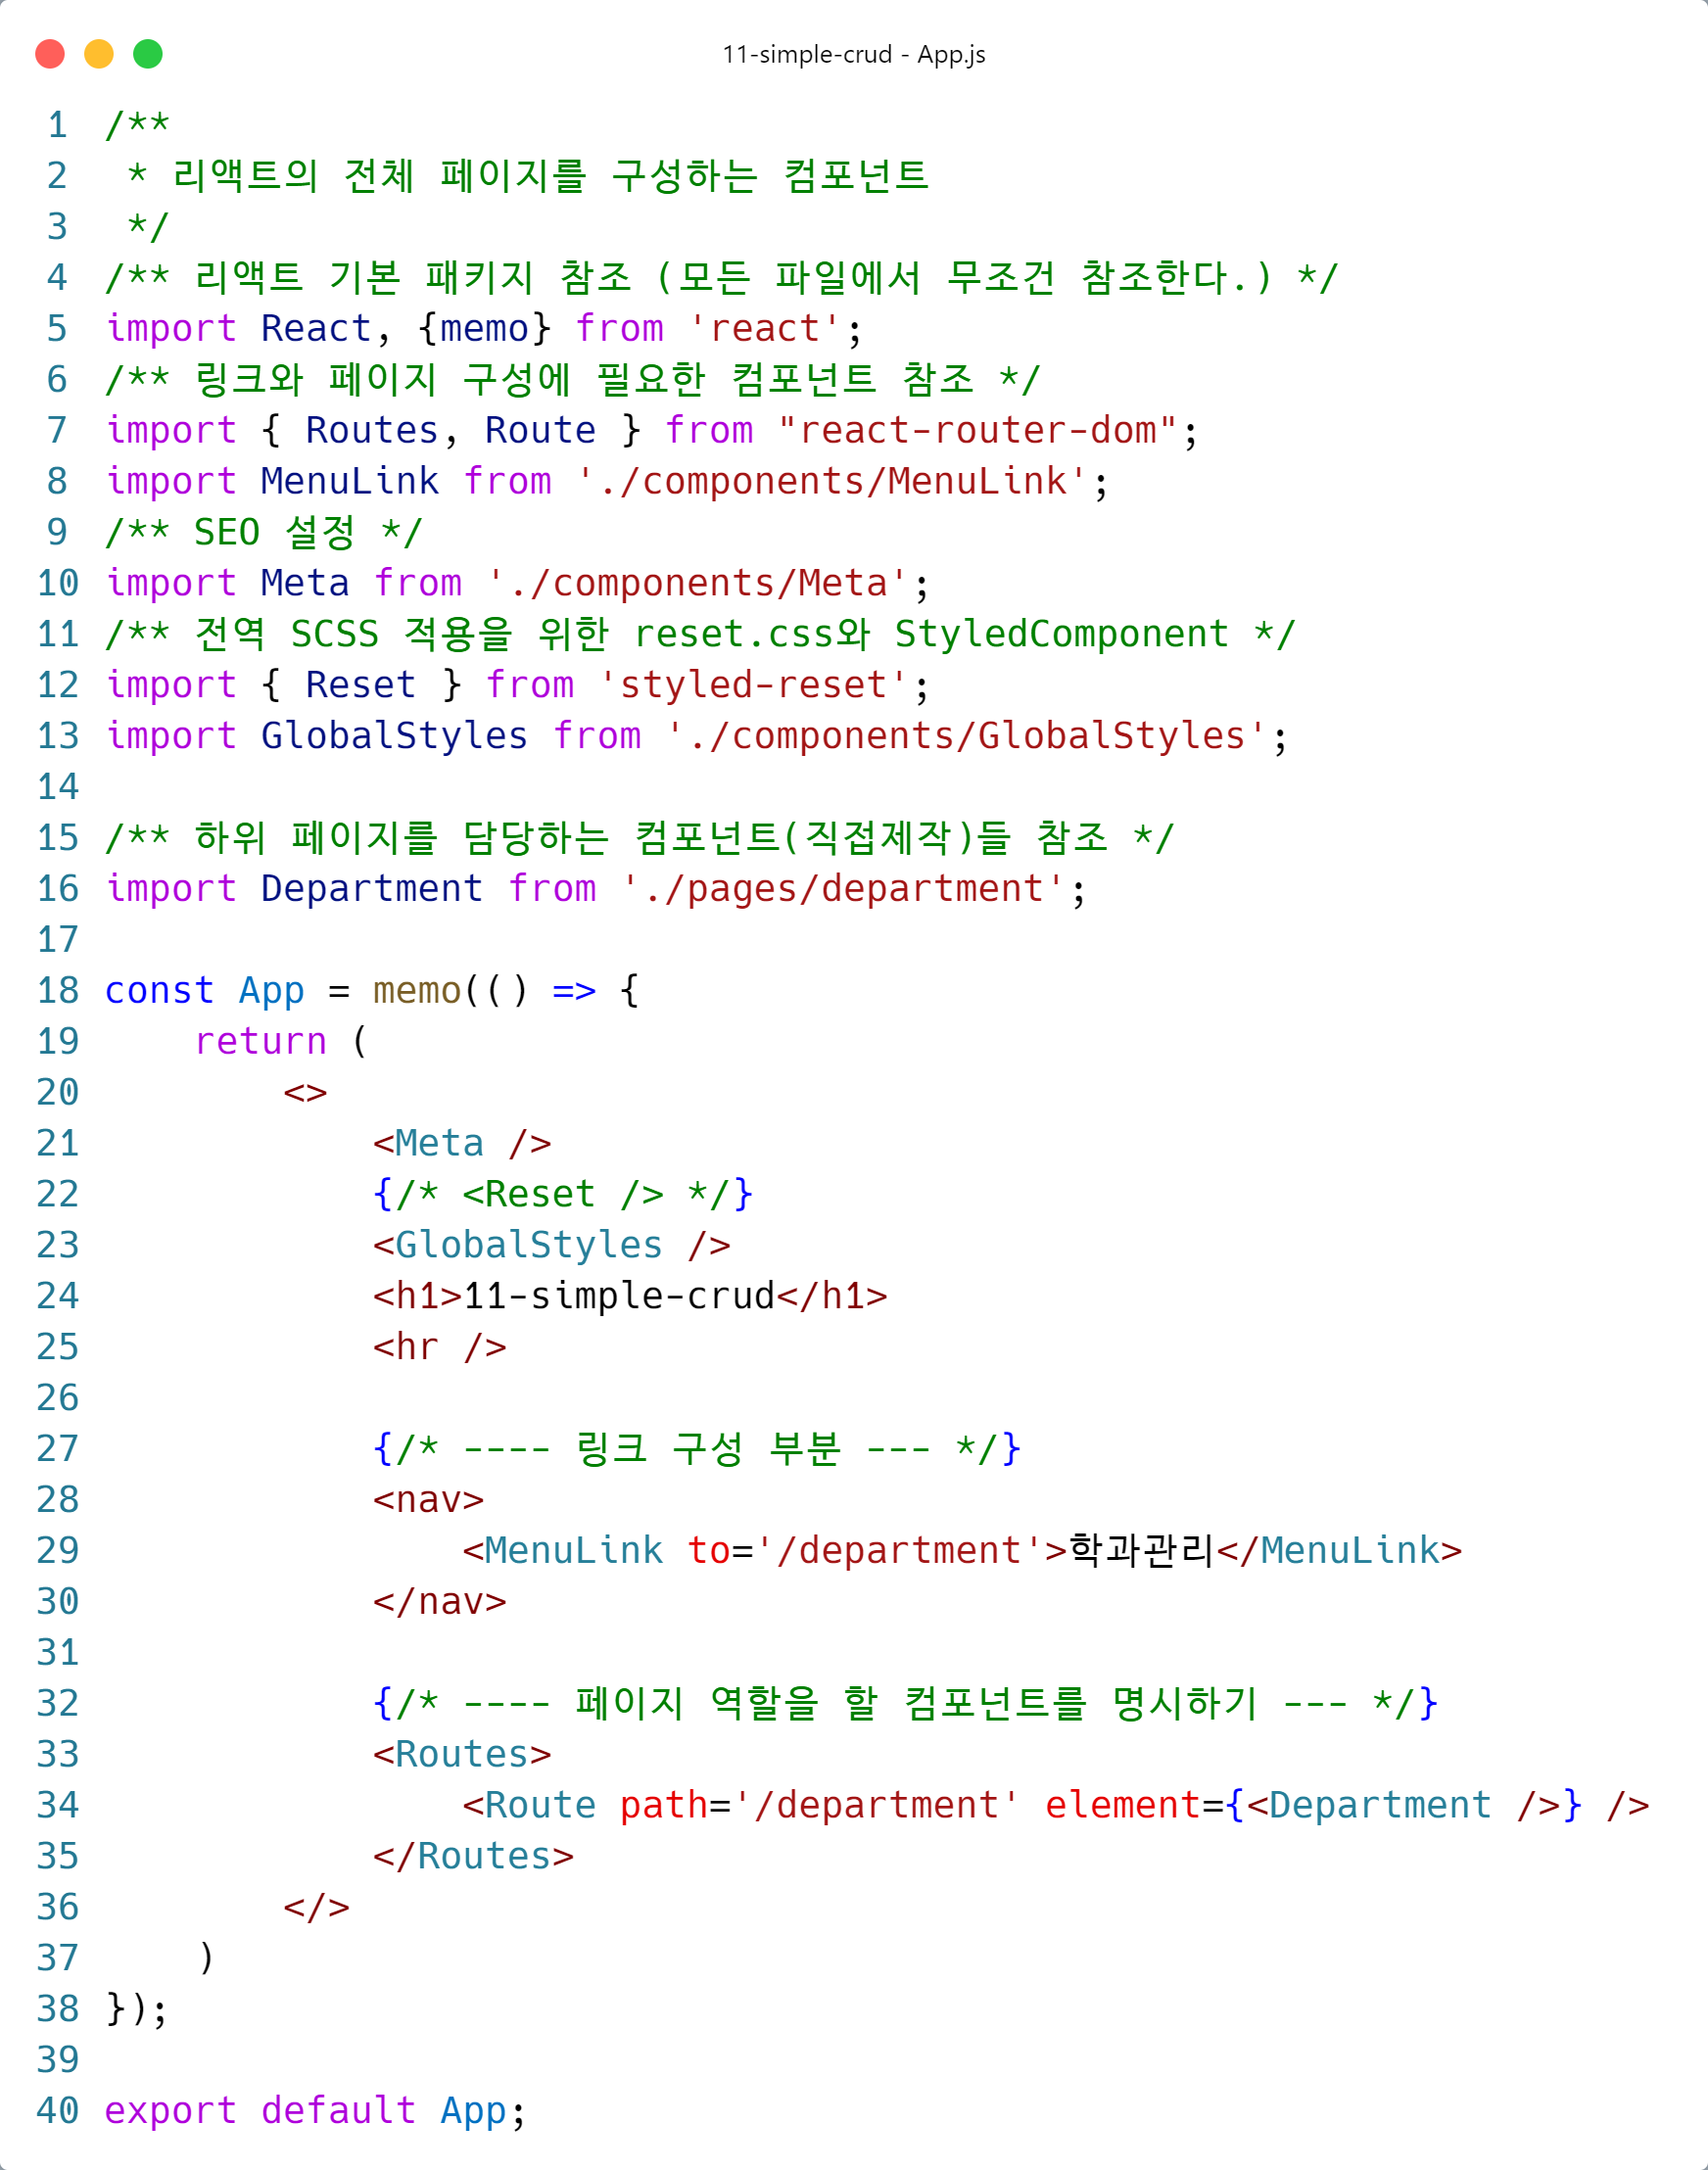 11-simple-crud - App.js
1 /**
2  * 리액트의 전체 페이지를 구성하는 컴포넌트
3  */
4 /** 리액트 기본 패키지 참조 (모든 파일에서 무조건 참조한다.) */
5 import React, {memo} from 'react';
6 /** 링크와 페이지 구성에 필요한 컴포넌트 참조 */
7 import { Routes, Route } from "react-router-dom";
8 import MenuLink from './components/MenuLink';
9 /** SEO 설정 */
10 import Meta from './components/Meta';
11 /** 전역 SCSS 적용을 위한 reset.css와 StyledComponent */
12 import { Reset } from 'styled-reset';
13 import GlobalStyles from './components/GlobalStyles';
14
15 /** 하위 페이지를 담당하는 컴포넌트(직접제작)들 참조 */
16 import Department from './pages/department';
17
18 const App = memo(() => {
19     return (
20         <>
21             <Meta />
22             {/* <Reset /> */}
23             <GlobalStyles />
24             <h1>11-simple-crud</h1>
25             <hr />
26
27             {/* ---- 링크 구성 부분 --- */}
28             <nav>
29                 <MenuLink to='/department'>학과관리</MenuLink>
30             </nav>
31
32             {/* ---- 페이지 역할을 할 컴포넌트를 명시하기 --- */}
33             <Routes>
34                 <Route path='/department' element={<Department />} />
35             </Routes>
36         </>
37     )
38 });
39
40 export default App;